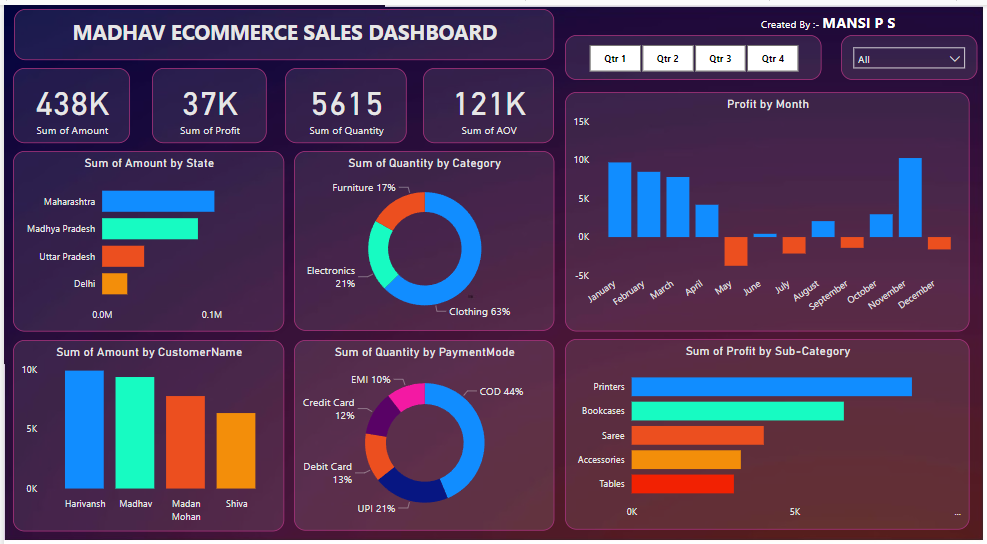 MADHAV ECOMMERCE SALES DASHBOARD
Created By :- MANSI P S
Qtr 1
Qtr 2
Qtr 3
Qtr 4
All
438K
Sum of Amount
37K
Sum of Profit
5615
Sum of Quantity
121K
Sum of AOV
Sum of Amount by State
Maharashtra
Madhya Pradesh
Uttar Pradesh
Delhi
0.0M
0.1M
Sum of Quantity by Category
Furniture 17%
Electronics
21%
Clothing 63%
Profit by Month
15K
10K
5K
0K
-5K
January
February
March
April
May
June
July
August
September
October
November
December
Sum of Amount by CustomerName
10K
5K
0K
Harivansh
Madhav
Madan
Mohan
Shiva
Sum of Quantity by PaymentMode
EMI 10%
COD 44%
Credit Card
12%
Debit Card
13%
UPI 21%
Sum of Profit by Sub-Category
Printers
Bookcases
Saree
Accessories
Tables
0K
5K
...